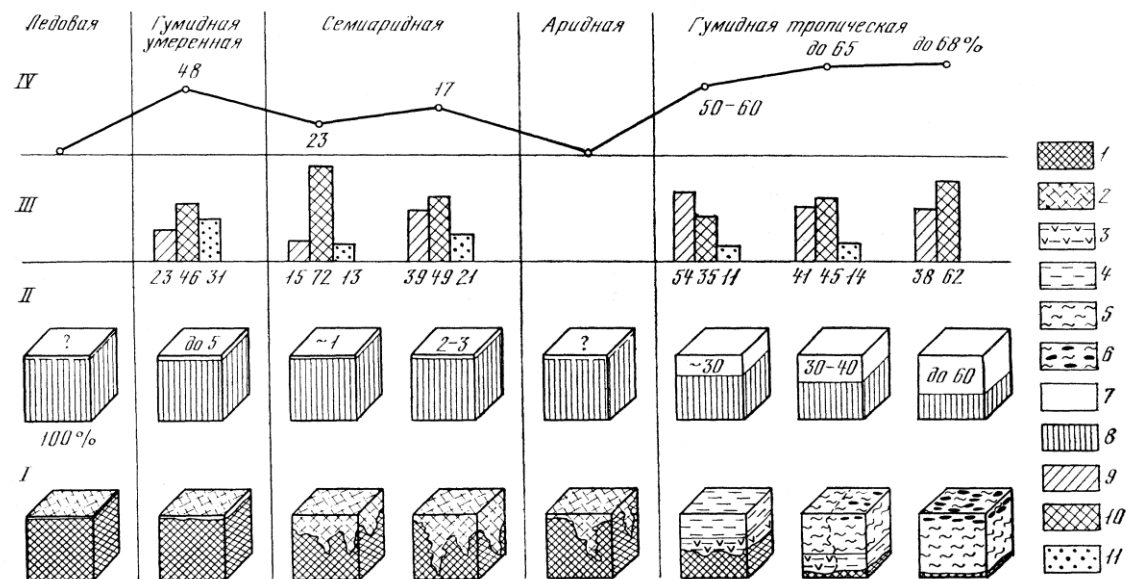 Ледовая
Гумидная
умеренная
Семиаридная
Аридная
Гумидная тропическая
IV
48
23
17
50–60
до 65
до 68%
III
23 46 31
15 72 13
39 49 21
54 35 11
41 45 14
38 62
II
?
до 5
~1
2–3
?
~30
30–40
до 60
100%
I
1
2
3
4
5
6
7
8
9
10
11